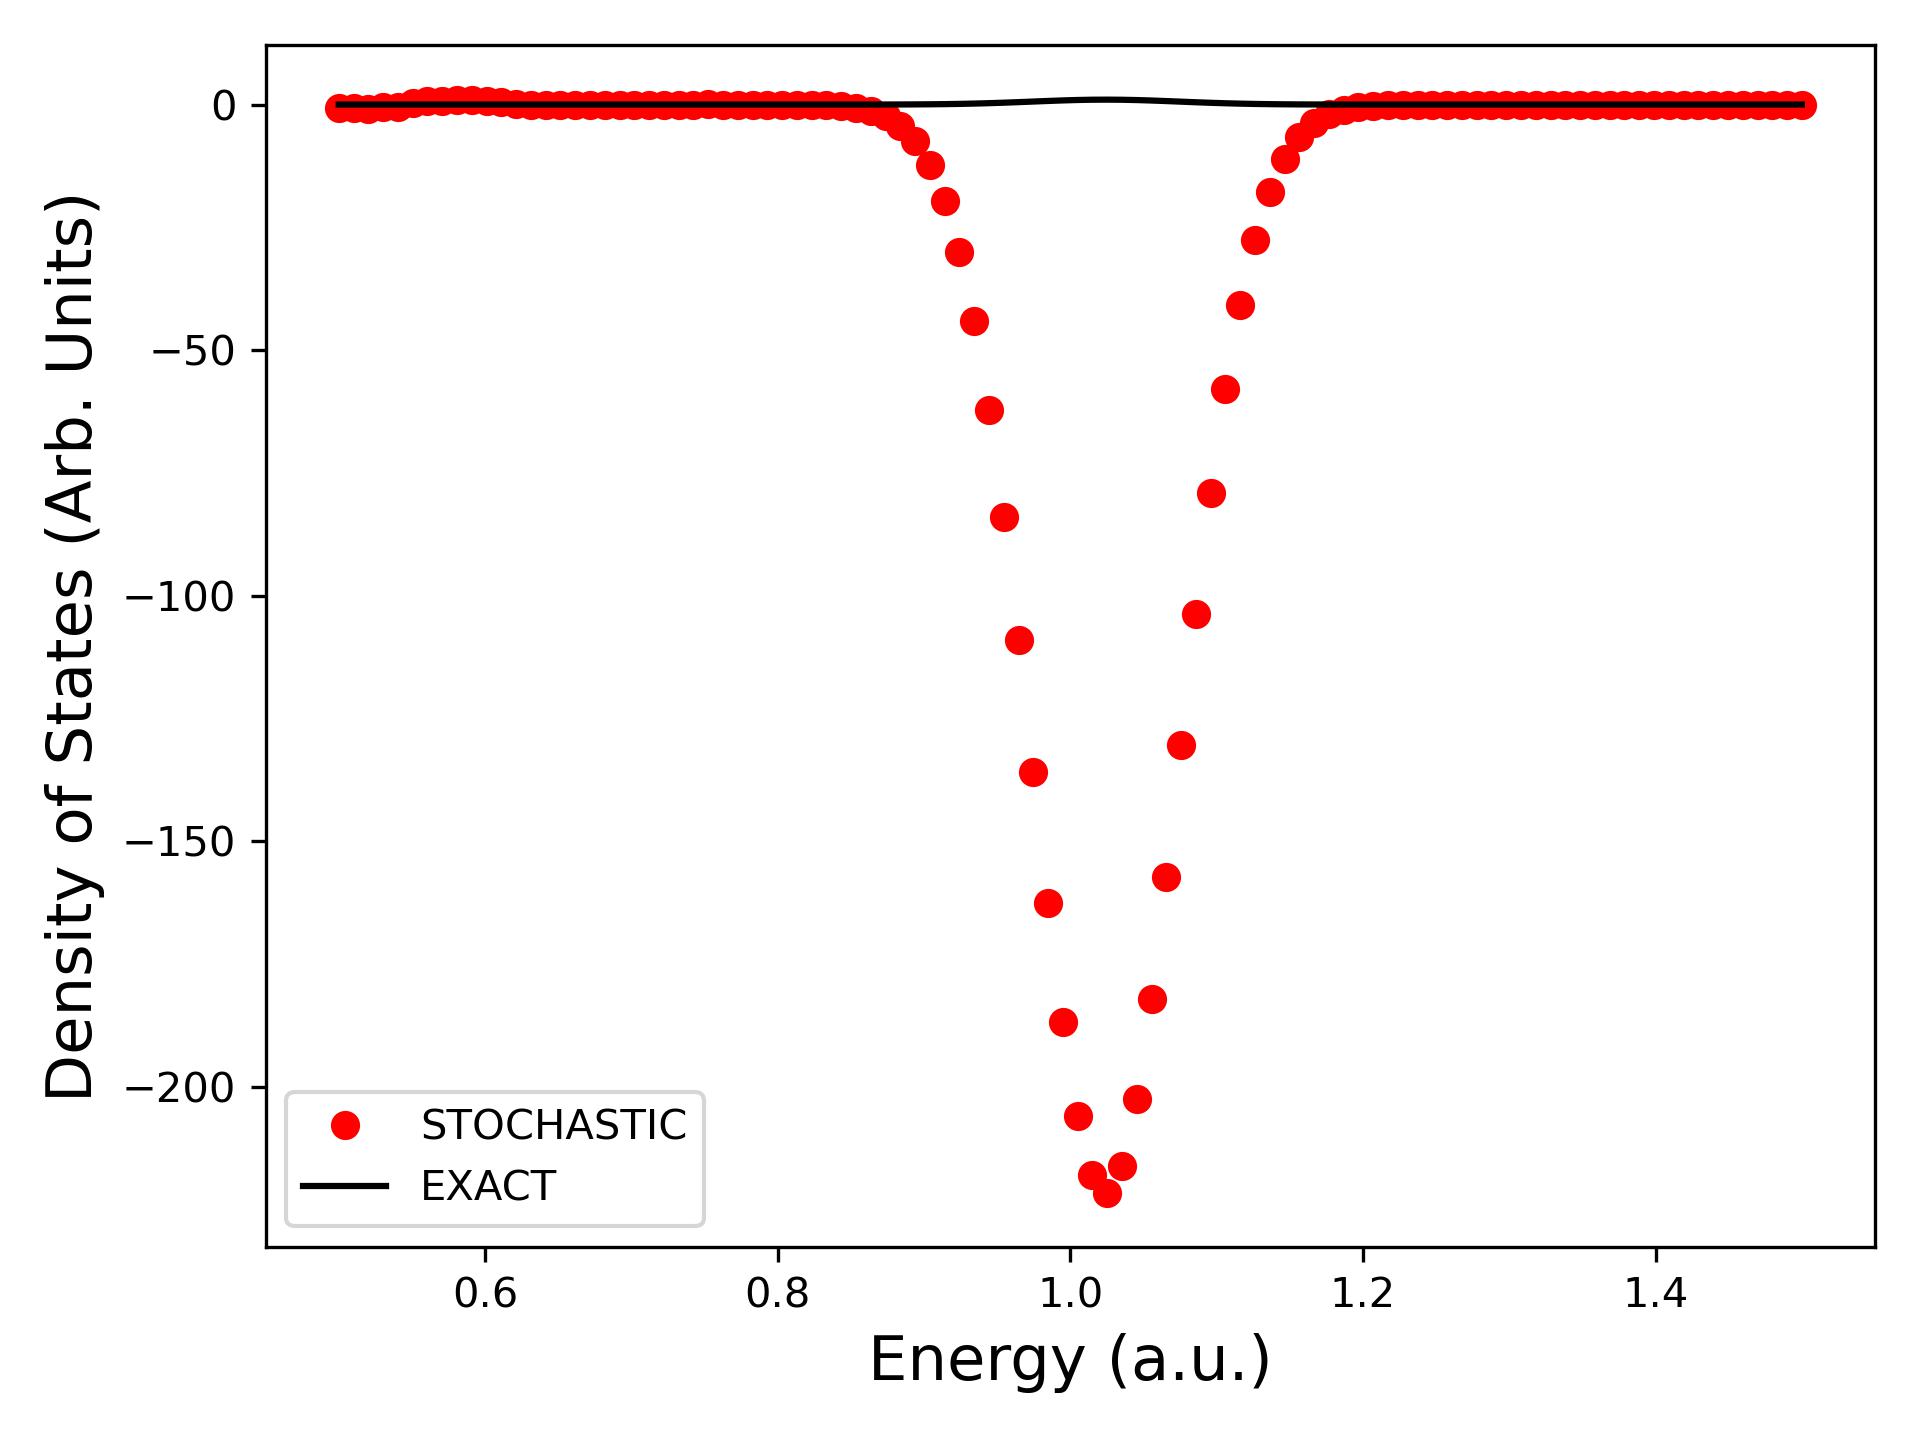 Density of States (Arb. Units)
0
−50
−100
−150
−200
STOCHASTIC
EXACT
0.6 0.8 1.0 1.2 1.4
Energy (a.u.)